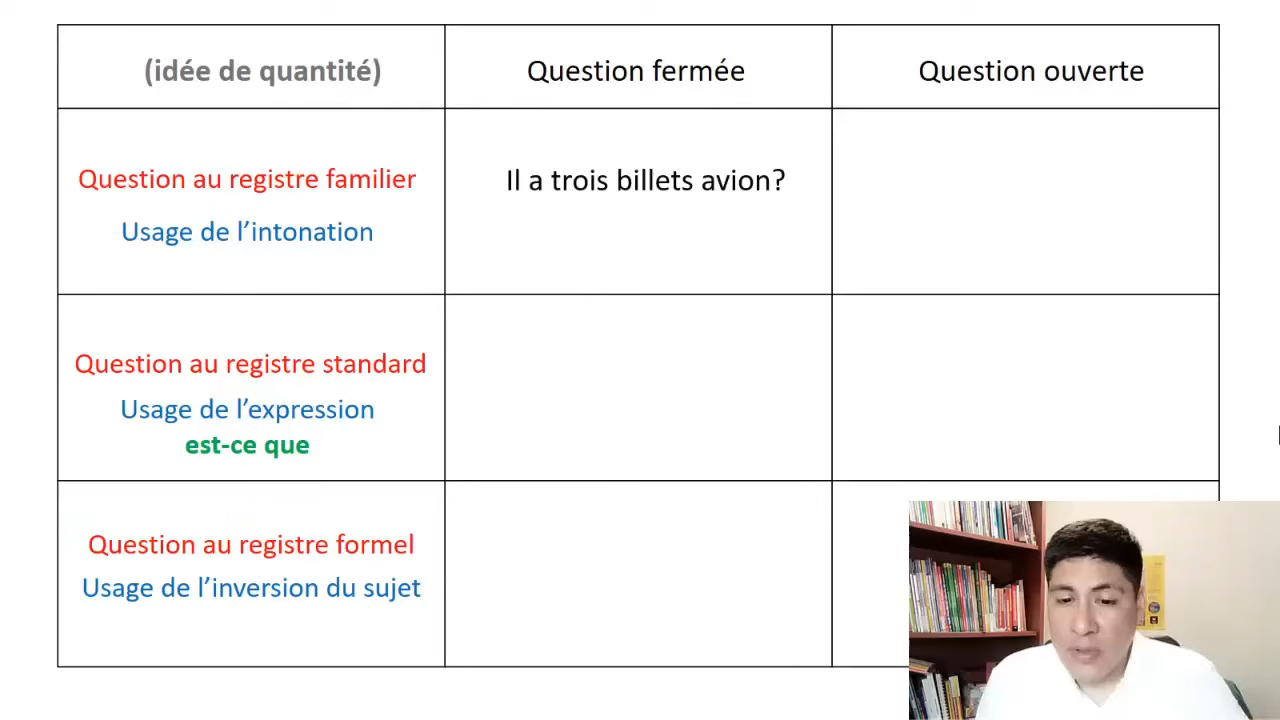 (idée de quantité)
Question fermée
Question ouverte
Question au registre familier
Usage de l’intonation
Il a trois billets avion?
Question au registre standard
Usage de l’expression
est-ce que
Question au registre formel
Usage de l’inversion du sujet